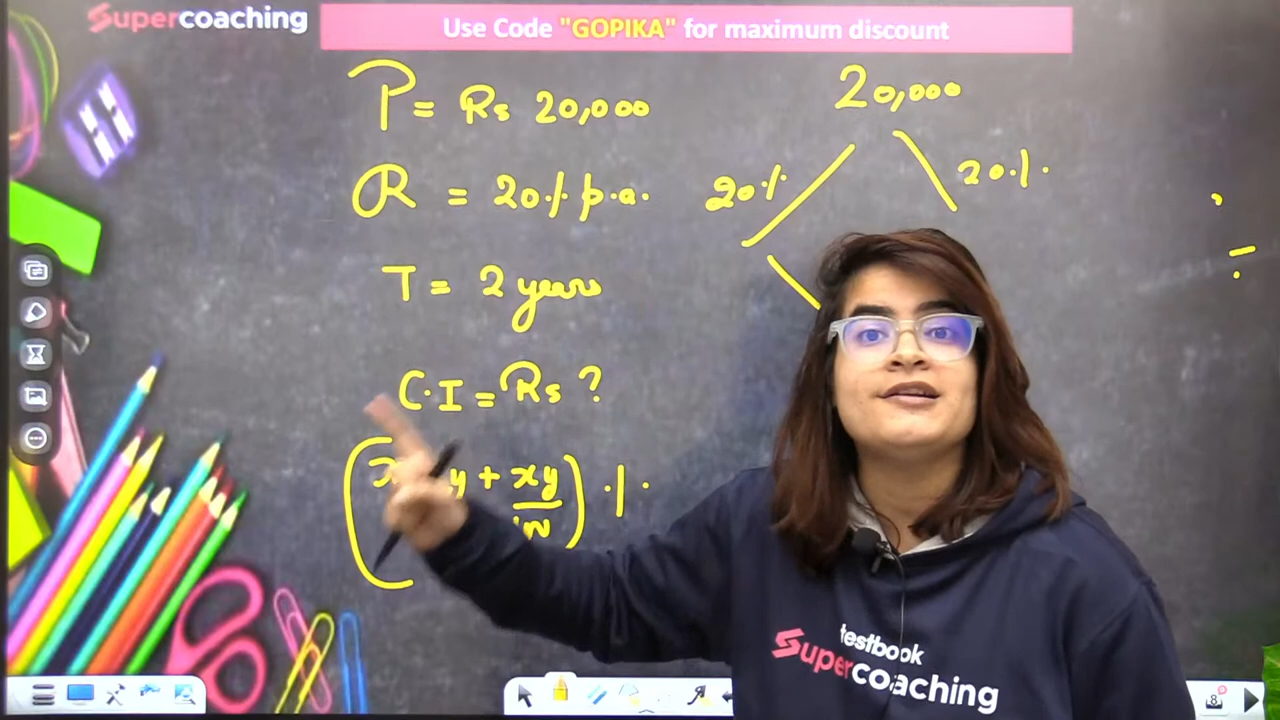 Supercoaching
Use Code "GOPIKA" for maximum discount
P = Rs 20,000
R = 20% p.a.
T = 2 years
C.I = Rs ?
y + xy
%
20,000
20%
20%
testbook
Supercoaching